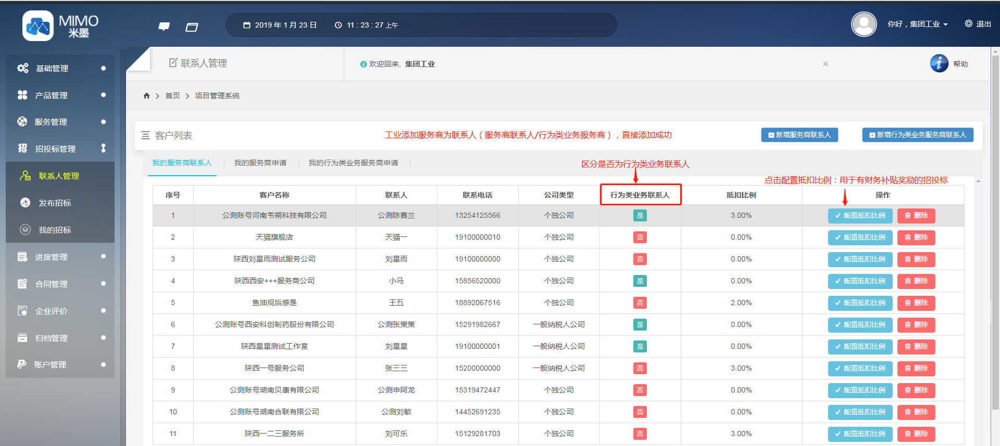 MIMO
米墨
2019 年 1 月 23 日
11 : 23 : 27 上午
你好，集团工业
退出
基础管理
产品管理
服务管理
招投标管理
联系人管理
发布招标
我的招标
进度管理
合同管理
企业评价
归档管理
账户管理
联系人管理
欢迎回来, 集团工业
帮助
首页 项目管理系统
客户列表
工业添加服务商为联系人（服务商联系人/行为类业务服务商），直接添加成功
新增服务商联系人 新增行为类业务服务商联系人
我的服务商联系人 | 我的服务商申请 | 我的行为类业务服务商申请 |
区分是否为行为类业务联系人
点击配置抵扣比例：用于有财务补贴奖励的招投标
序号 客户名称 联系人 联系电话 公司类型 行为类业务联系人 抵扣比例 操作
1 公测账号河南韦朔科技有限公司 公测陈赛兰 13254125566 个独公司 是 3.00% 配置抵扣比例 删除
2 天猫旗舰店 天猫一 19100000010 个独公司 否 0.00% 配置抵扣比例 删除
3 陕西刘星雨测试服务公司 刘星雨 19100000000 个独公司 否 0.00% 配置抵扣比例 删除
4 陕西西安+++服务商公司 小马 15856520000 个独公司 是 0.00% 配置抵扣比例 删除
5 鱼油观后感是 王五 18892067516 个独公司 否 2.00% 配置抵扣比例 删除
6 公测账号西安科创制药股份有限公司 公测张策策 15291982667 一般纳税人公司 是 0.00% 配置抵扣比例 删除
7 陕西星星测试工作室 刘星星 19100000001 一般纳税人公司 是 0.00% 配置抵扣比例 删除
8 陕西一号服务公司 张三三 15200000000 一般纳税人公司 否 3.00% 配置抵扣比例 删除
9 公测账号湖南贝康有限公司 公测申阿龙 15319472447 个独公司 否 0.00% 配置抵扣比例 删除
10 公测账号湖南合联有限公司 公测刘敏 14452691235 个独公司 否 0.00% 配置抵扣比例 删除
11 陕西一二三服务所 刘可乐 15129281703 个独公司 否 3.00% 配置抵扣比例 删除